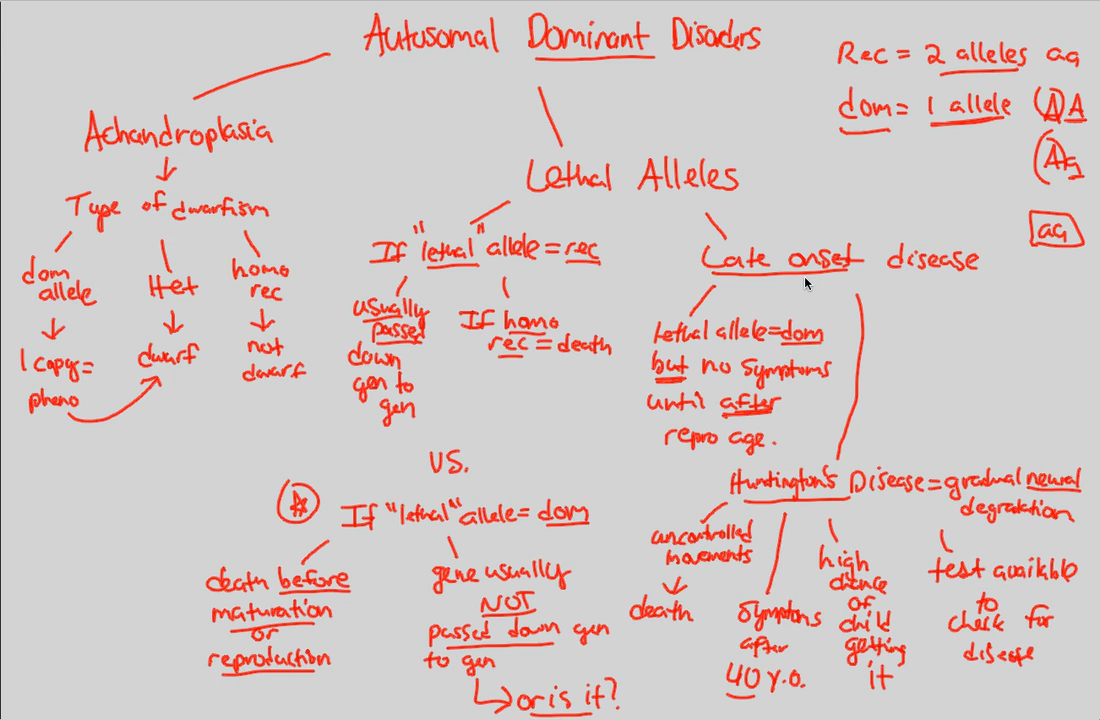 Autosomal Dominant Disoders
Rec = 2 alleles aa
dom = 1 allele AA
Aa
aa
Achandroplasia
Type of dwarfism
dom
allele
1 copy =
pheno
Het
dwarf
homo
rec
not
dwarf
Lethal Alleles
If "lethal" allele = rec
usually
passed
down
gen to
gen
If homo
rec = death
vs.
If "lethal" allele = dom
death before
maturation
or
reproduction
gene usually
NOT
passed down gen
to gen
or is it?
Late onset disease
Lethal allele = dom
but no symptoms
until after
repro age.
Huntington's Disease = gradual neural
degradation
uncontrolled
movements
death
Symptoms
after
40 y.o.
high
chance
of
child
getting
it
test available
to
check for
disease